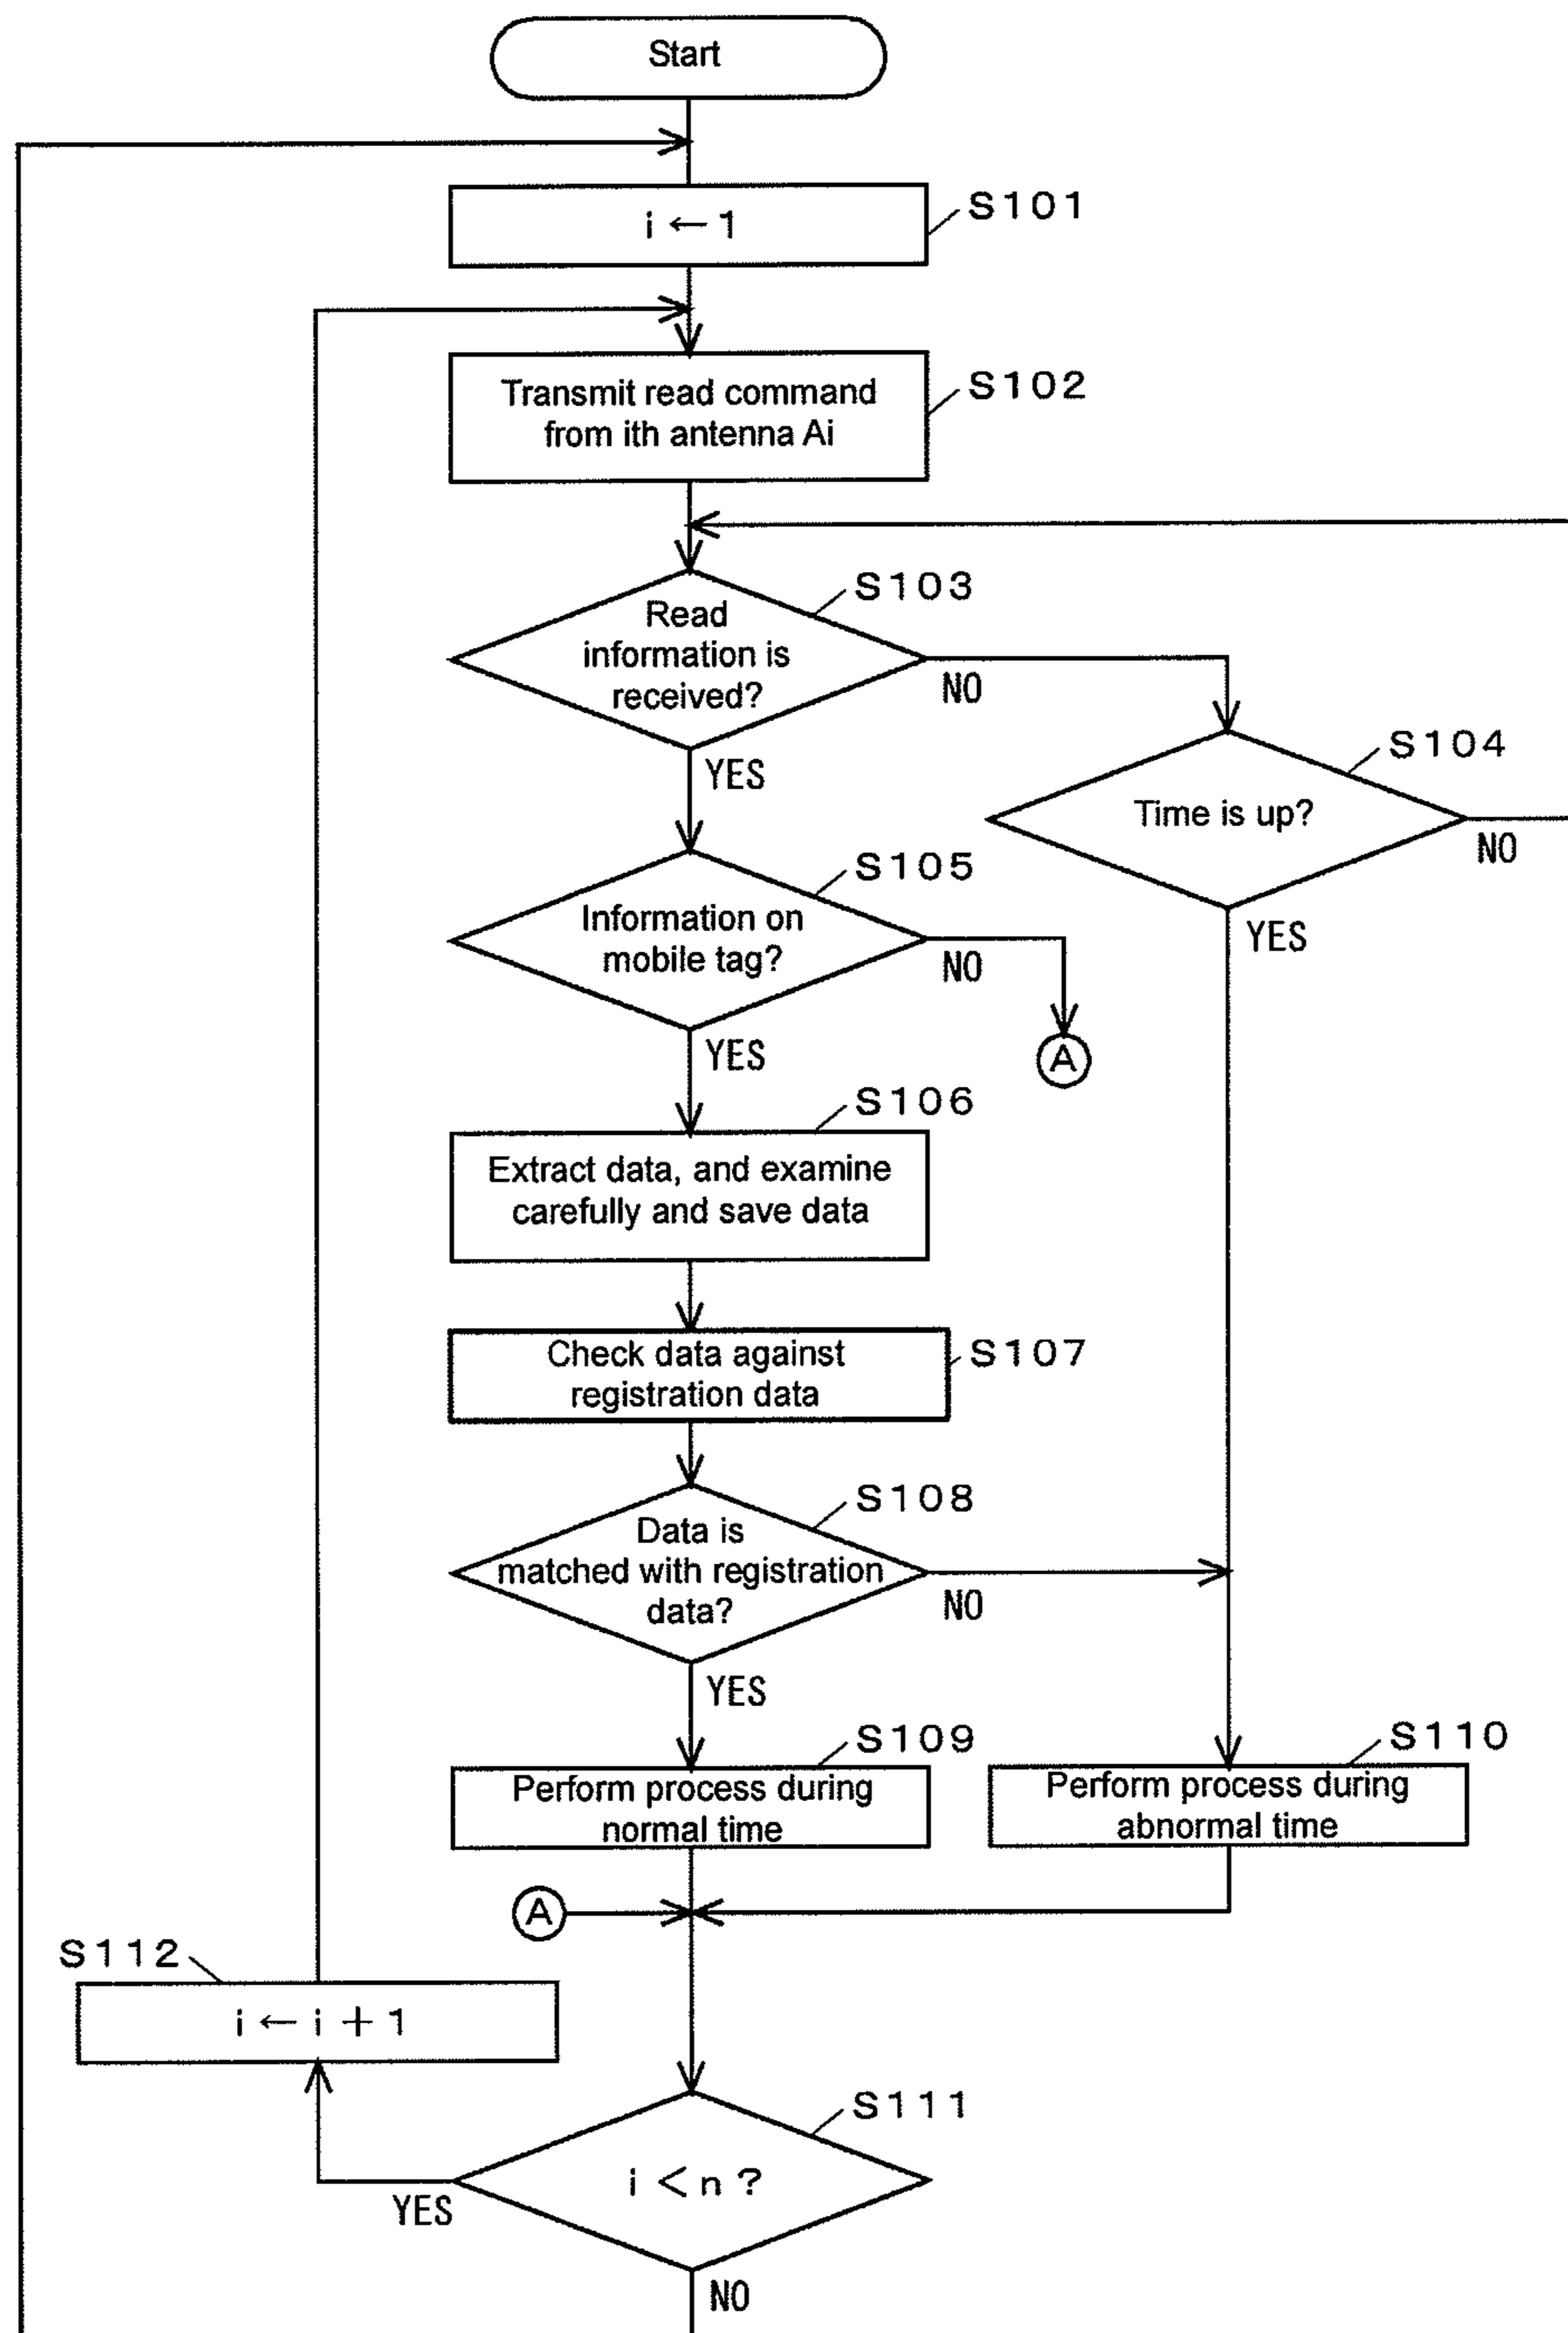 Start
i ← 1
S101
Transmit read command
from ith antenna Ai
S102
Read
information is
received?
S103
NO
YES
Time is up?
S104
NO
YES
Information on
mobile tag?
S105
NO
YES
A
Extract data, and examine
carefully and save data
S106
Check data against
registration data
S107
Data is
matched with registration
data?
S108
NO
YES
Perform process during
normal time
S109
Perform process during
abnormal time
S110
A
S112
i ← i + 1
i < n ?
S111
YES
NO